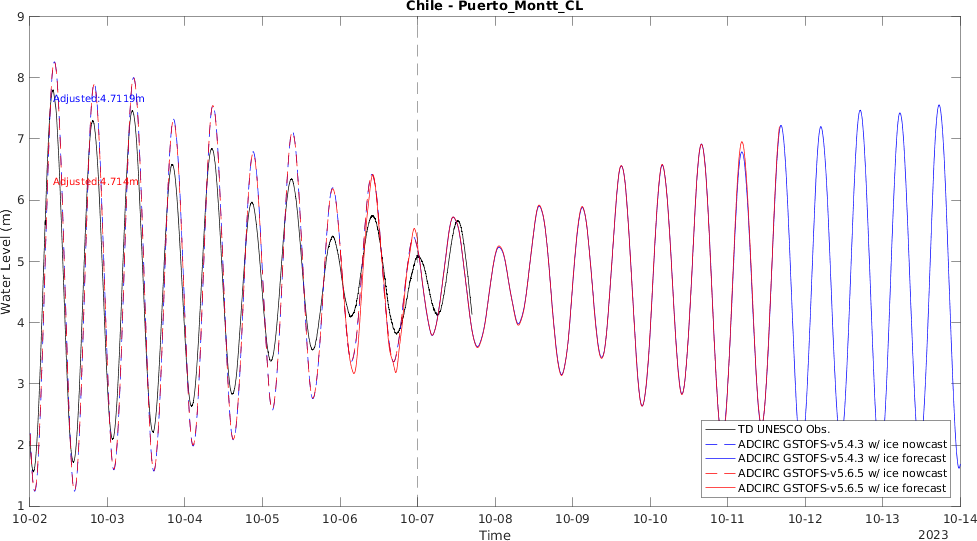 Chile - Puerto_Montt_CL
9
8
7
6
5
4
3
2
1
Water Level (m)
Adjusted:4.7119m
Adjusted:4.714m
TD UNESCO Obs.
ADCIRC GSTOFS-v5.4.3 w/ ice nowcast
ADCIRC GSTOFS-v5.4.3 w/ ice forecast
ADCIRC GSTOFS-v5.6.5 w/ ice nowcast
ADCIRC GSTOFS-v5.6.5 w/ ice forecast
10-02 10-03 10-04 10-05 10-06 10-07 10-08 10-09 10-10 10-11 10-12 10-13 10-14
Time
2023